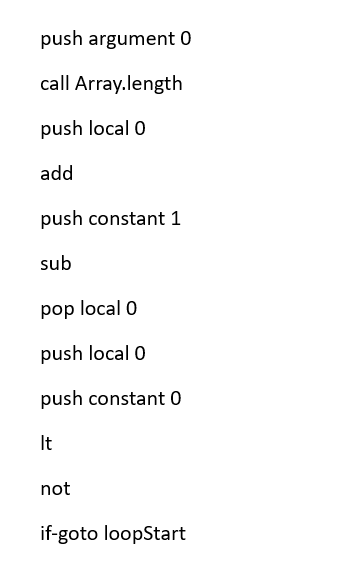 push argument 0
call Array.length
push local 0
add
push constant 1
sub
pop local 0
push local 0
push constant 0
lt
not
if-goto loopStart